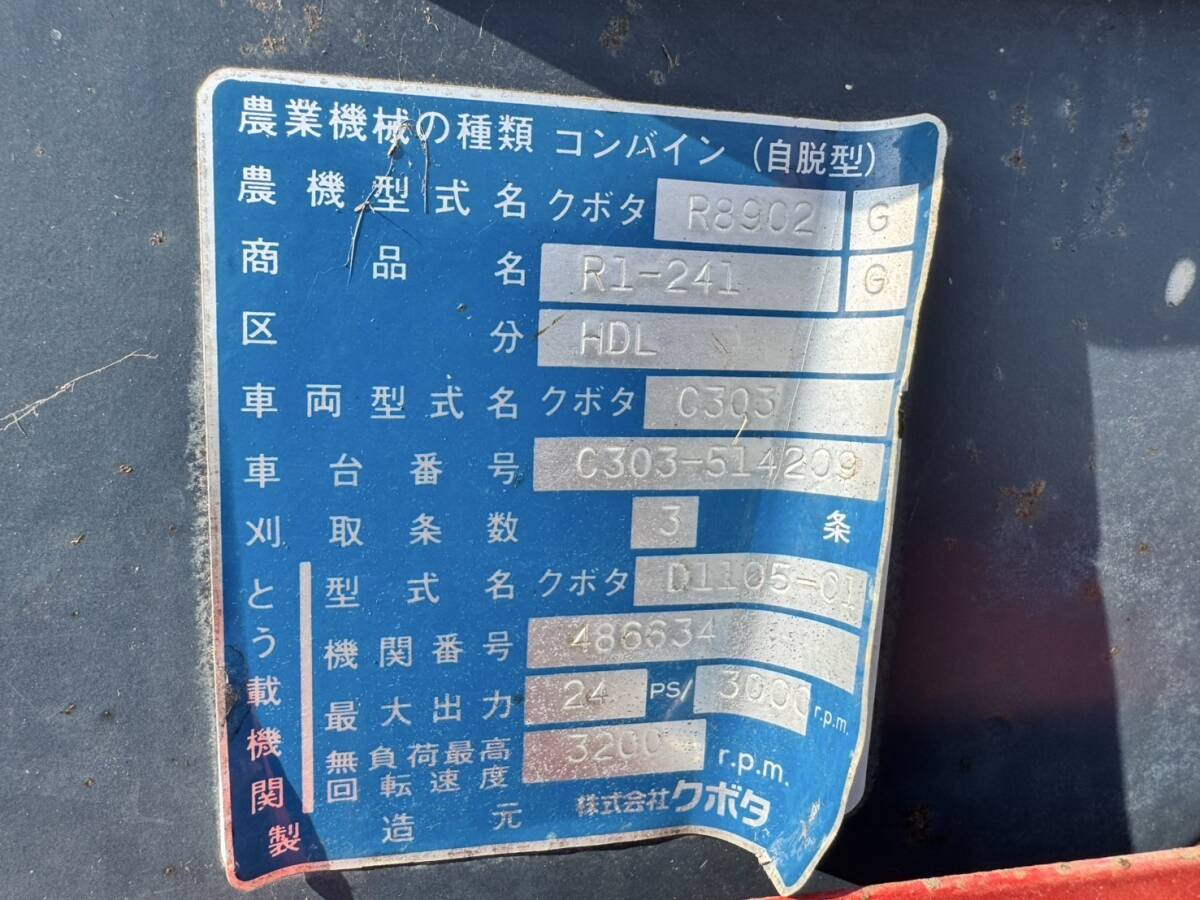 農業機械の種類 コンバイン(自脱型)
農機型式名 クボタ R8902 G
商品名 R1-241 G
区分 HDL
車両型式名 クボタ C303
車台番号 C303-514209
刈取条数 3 条
とう載機関
型式名 クボタ D1105-C1
機関番号 486634
最大出力 24 PS/ 3000 r.p.m.
無負荷最高回転速度 3200 r.p.m.
製造元 株式会社クボタ